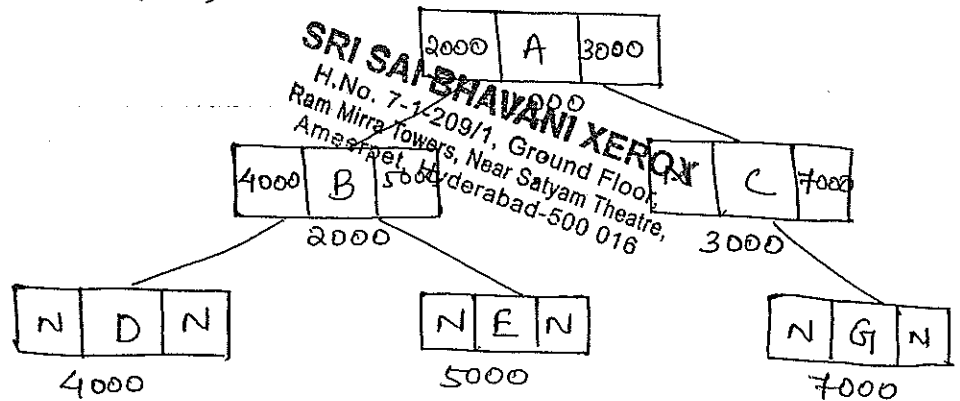 2000 A 3000
SRI SAI BHAVANI XEROX
H.No. 7-1-209/1, Ground Floor,
Ram Mirra Towers, Near Satyam Theatre,
Ameerpet, Hyderabad-500 016
000
4000 B 5000
2000
N C 7000
3000
N D N
4000
N E N
5000
N G N
7000